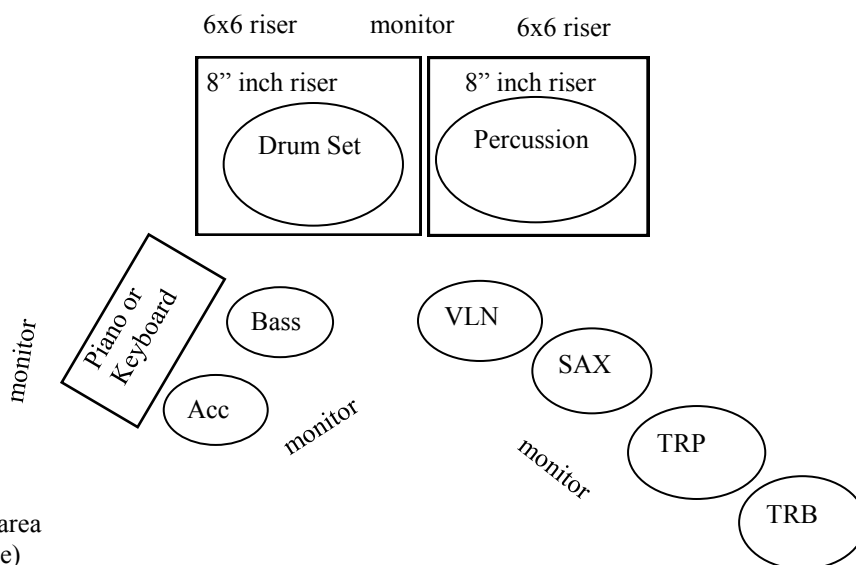 6x6 riser monitor 6x6 riser
8” inch riser 8” inch riser
Drum Set Percussion
Piano or
Keyboard
monitor
Bass
VLN
SAX
Acc
monitor
TRP
monitor
TRB
area
e)